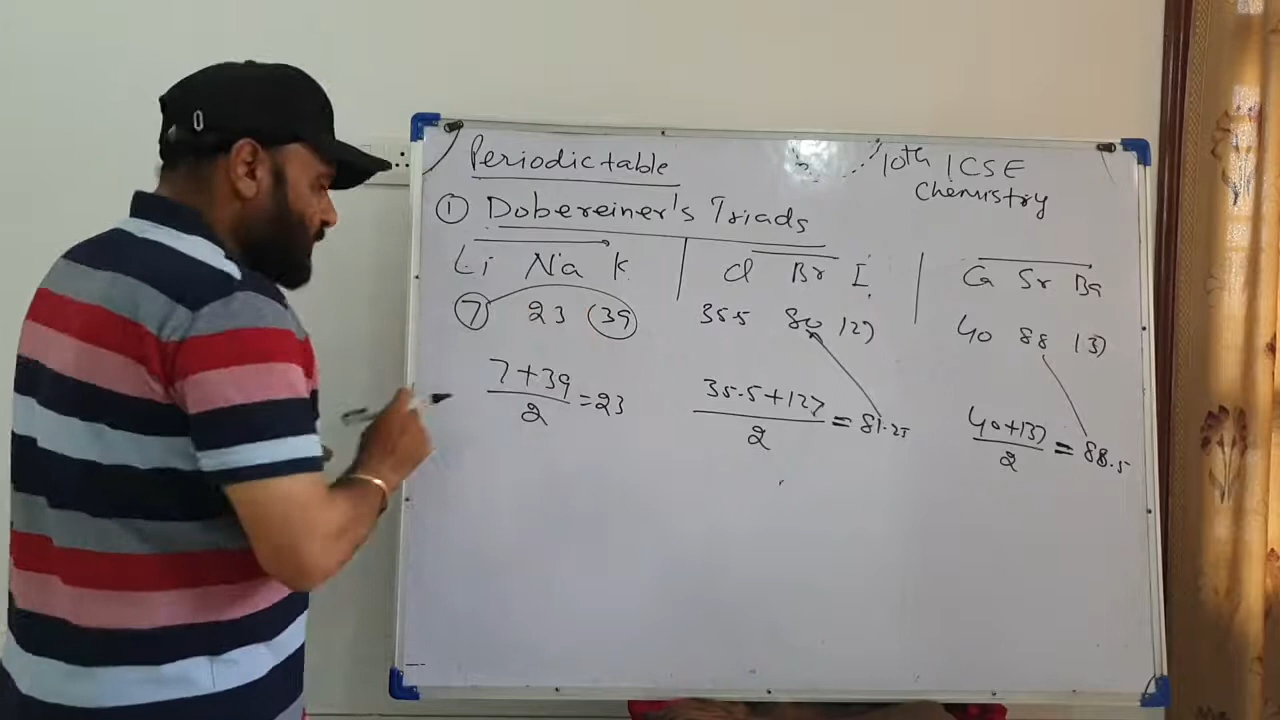 Periodic table
10th ICSE
Chemistry
① Dobereiner's Triads
Li Na K
7 23 39
7+39
2
=23
Cl Br I
35.5 80 127
35.5+127
2
= 81.25
Ca Sr Ba
40 88 137
40+137
2
= 88.5